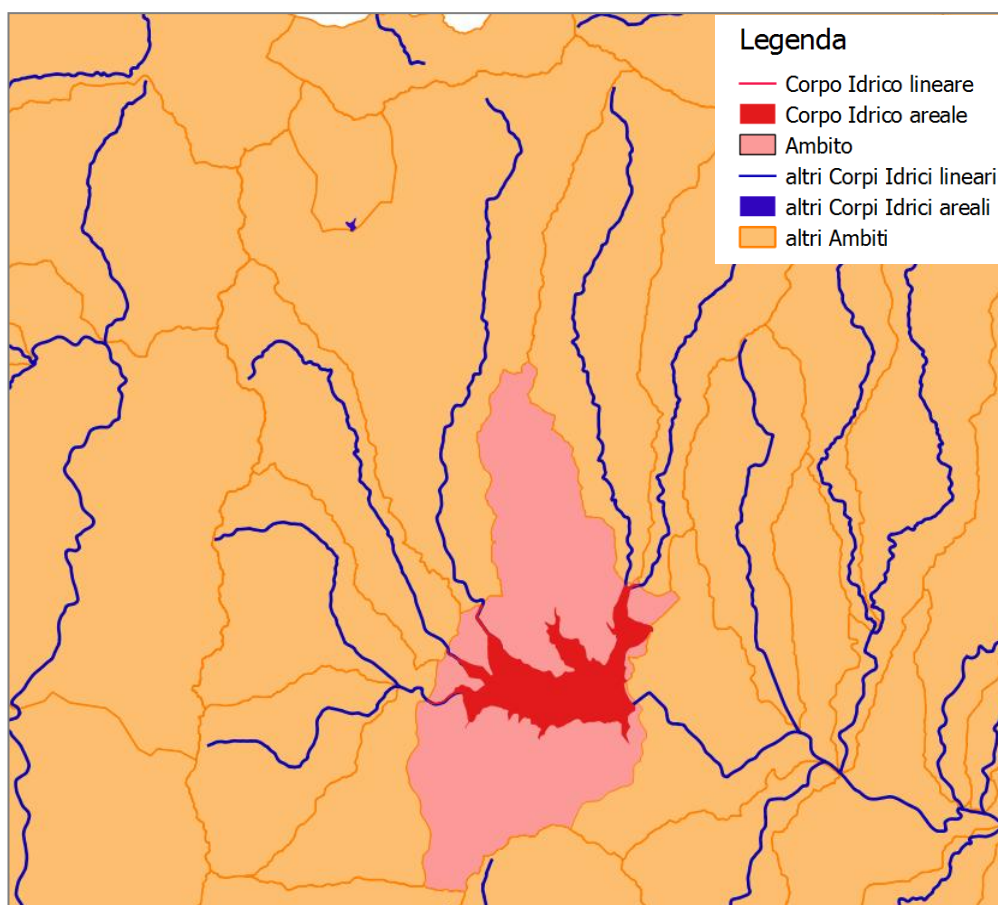 Legenda
Corpo Idrico lineare
Corpo Idrico areale
Ambito
altri Corpi Idrici lineari
altri Corpi Idrici areali
altri Ambiti